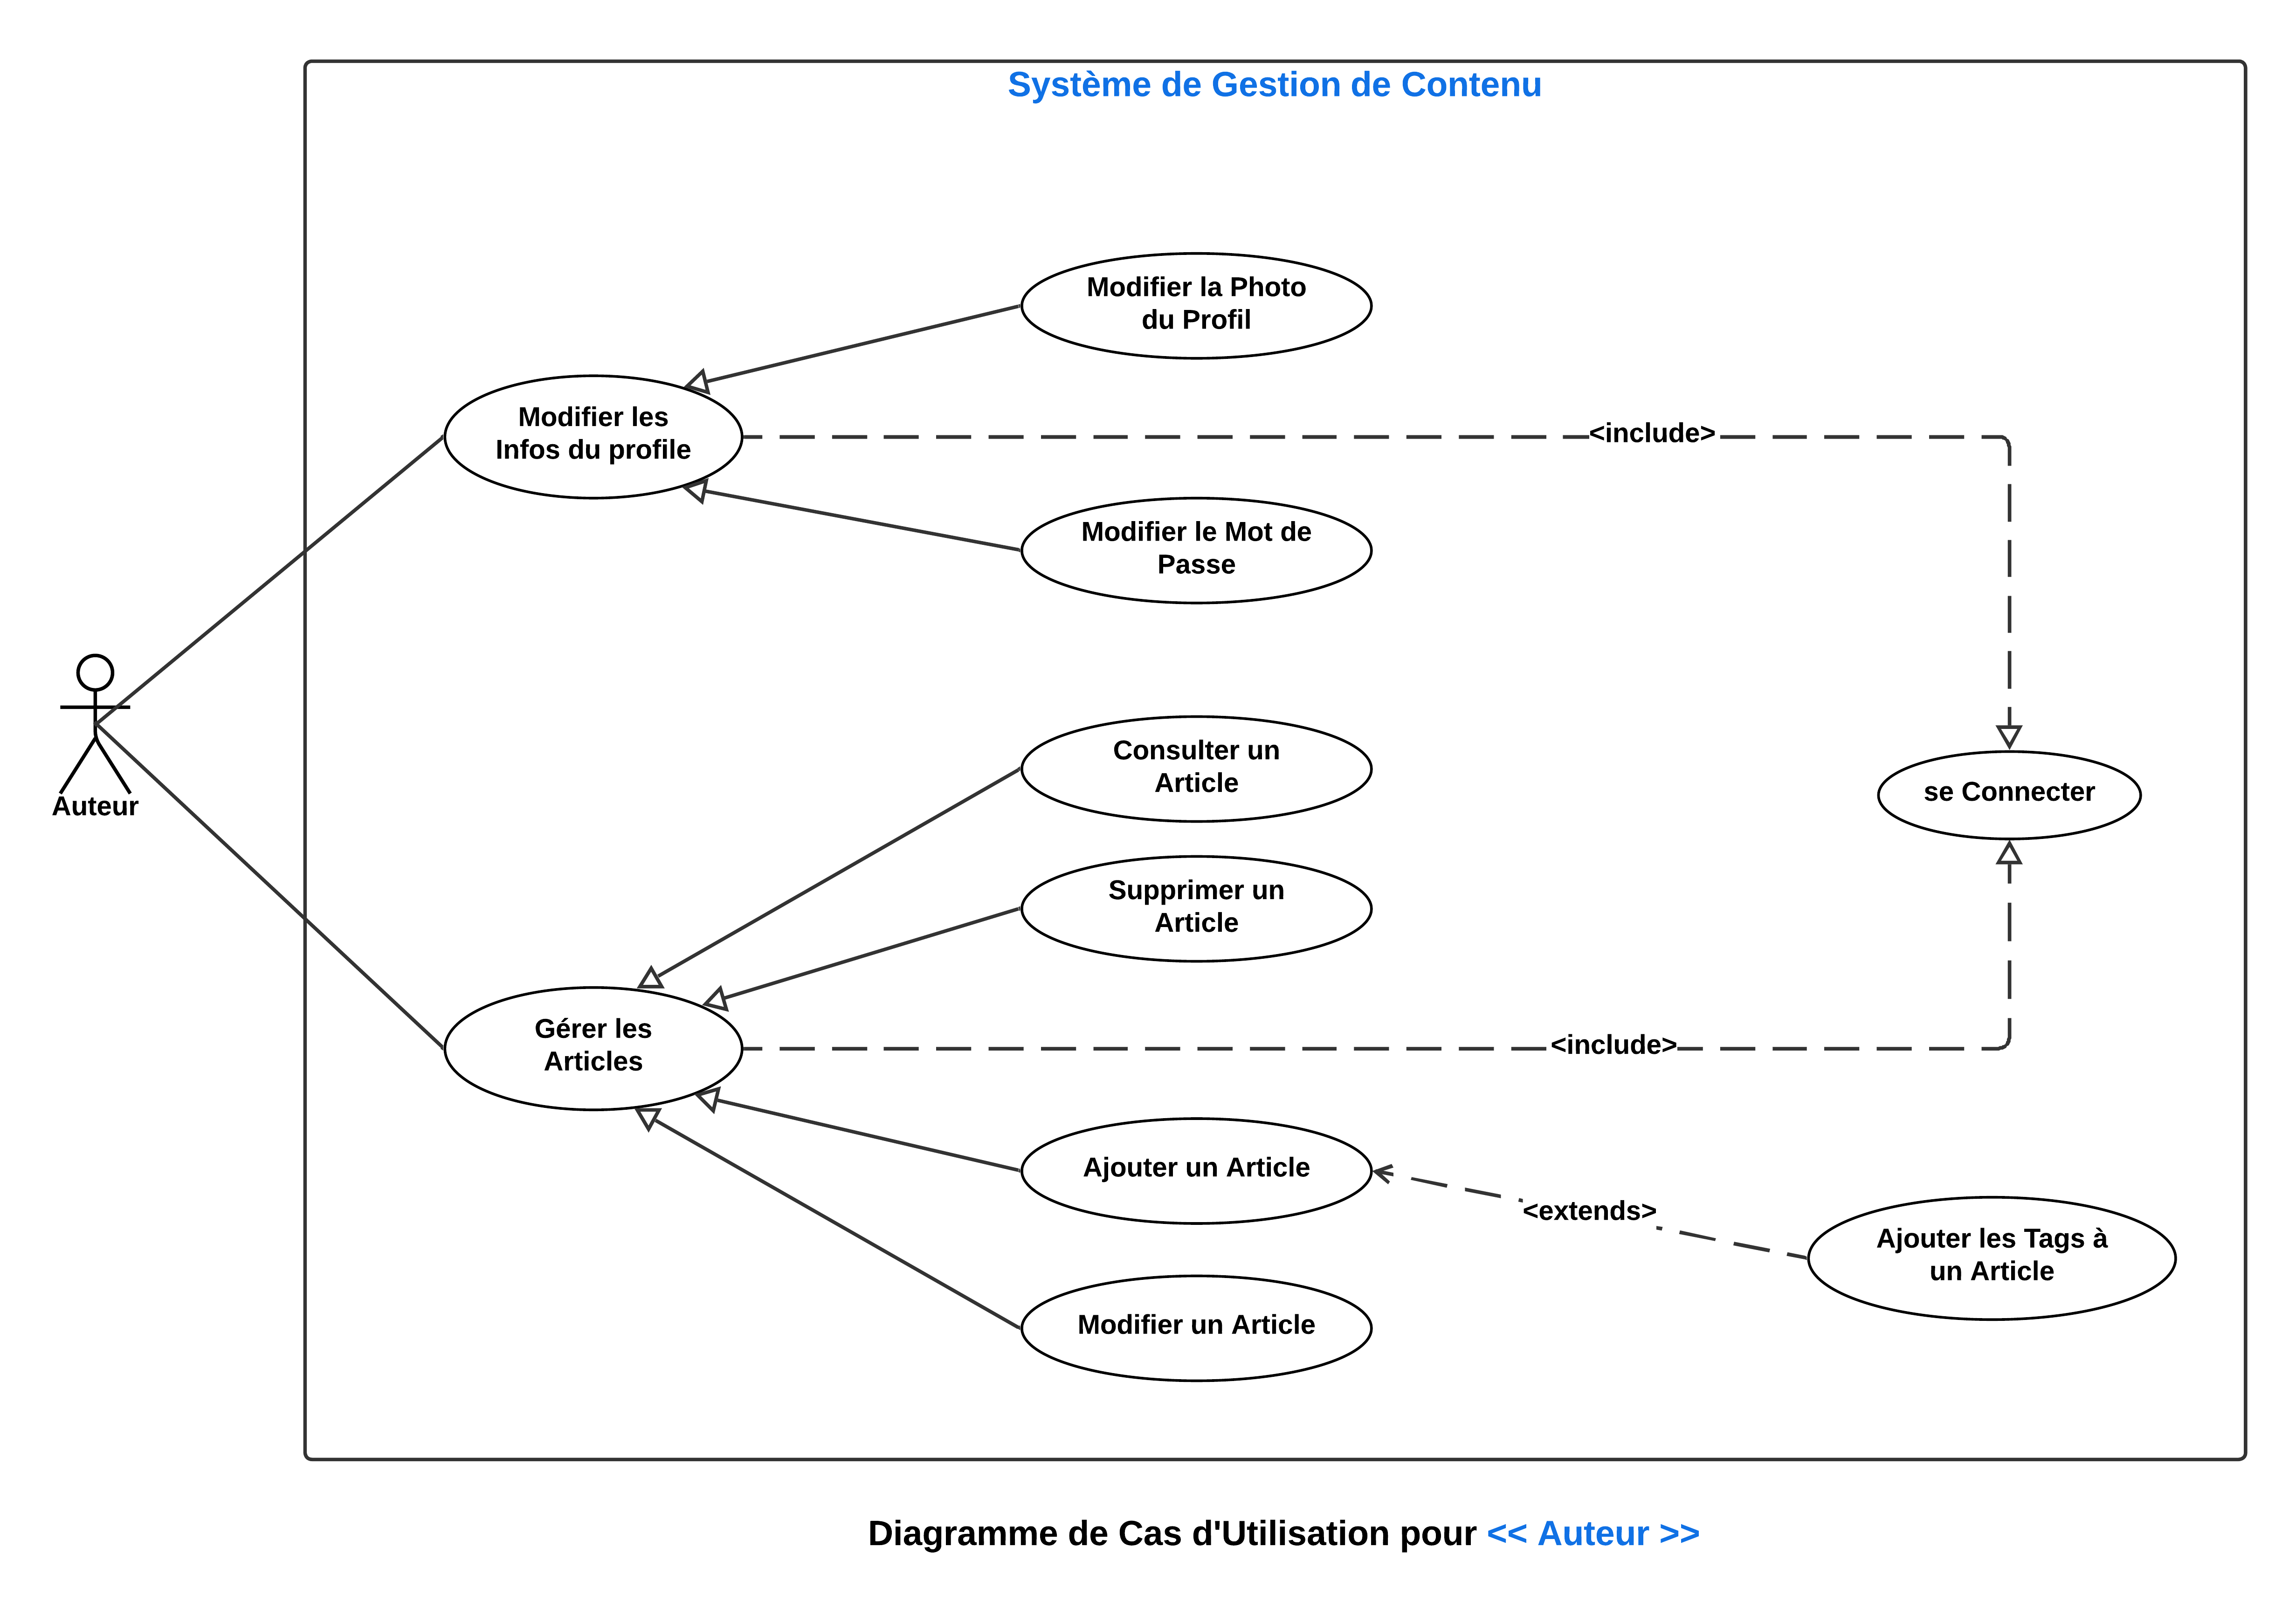 Système de Gestion de Contenu
Modifier la Photo
du Profil
Modifier les
Infos du profile
<include>
Modifier le Mot de
Passe
Auteur
Consulter un
Article
se Connecter
Supprimer un
Article
Gérer les
Articles
<include>
Ajouter un Article
<extends>
Ajouter les Tags à
un Article
Modifier un Article
Diagramme de Cas d'Utilisation pour << Auteur >>